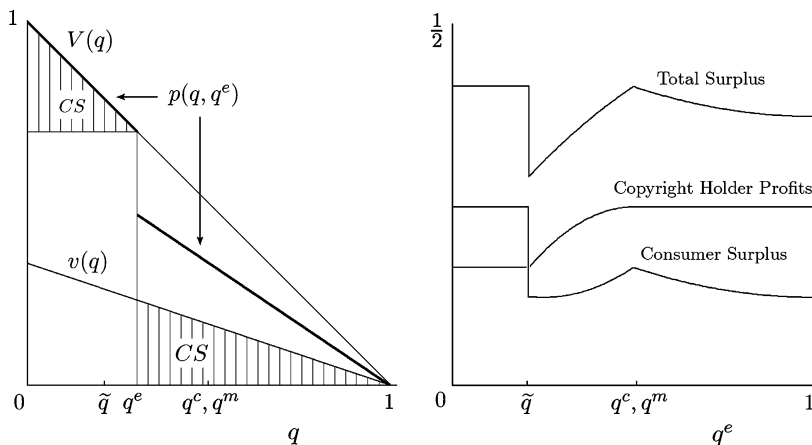 1
V(q)
CS
p(q, q^e)
v(q)
CS
0
q̃
q^e
q^c, q^m
1
q
1/2
Total Surplus
Copyright Holder Profits
Consumer Surplus
0
q̃
q^c, q^m
1
q^e